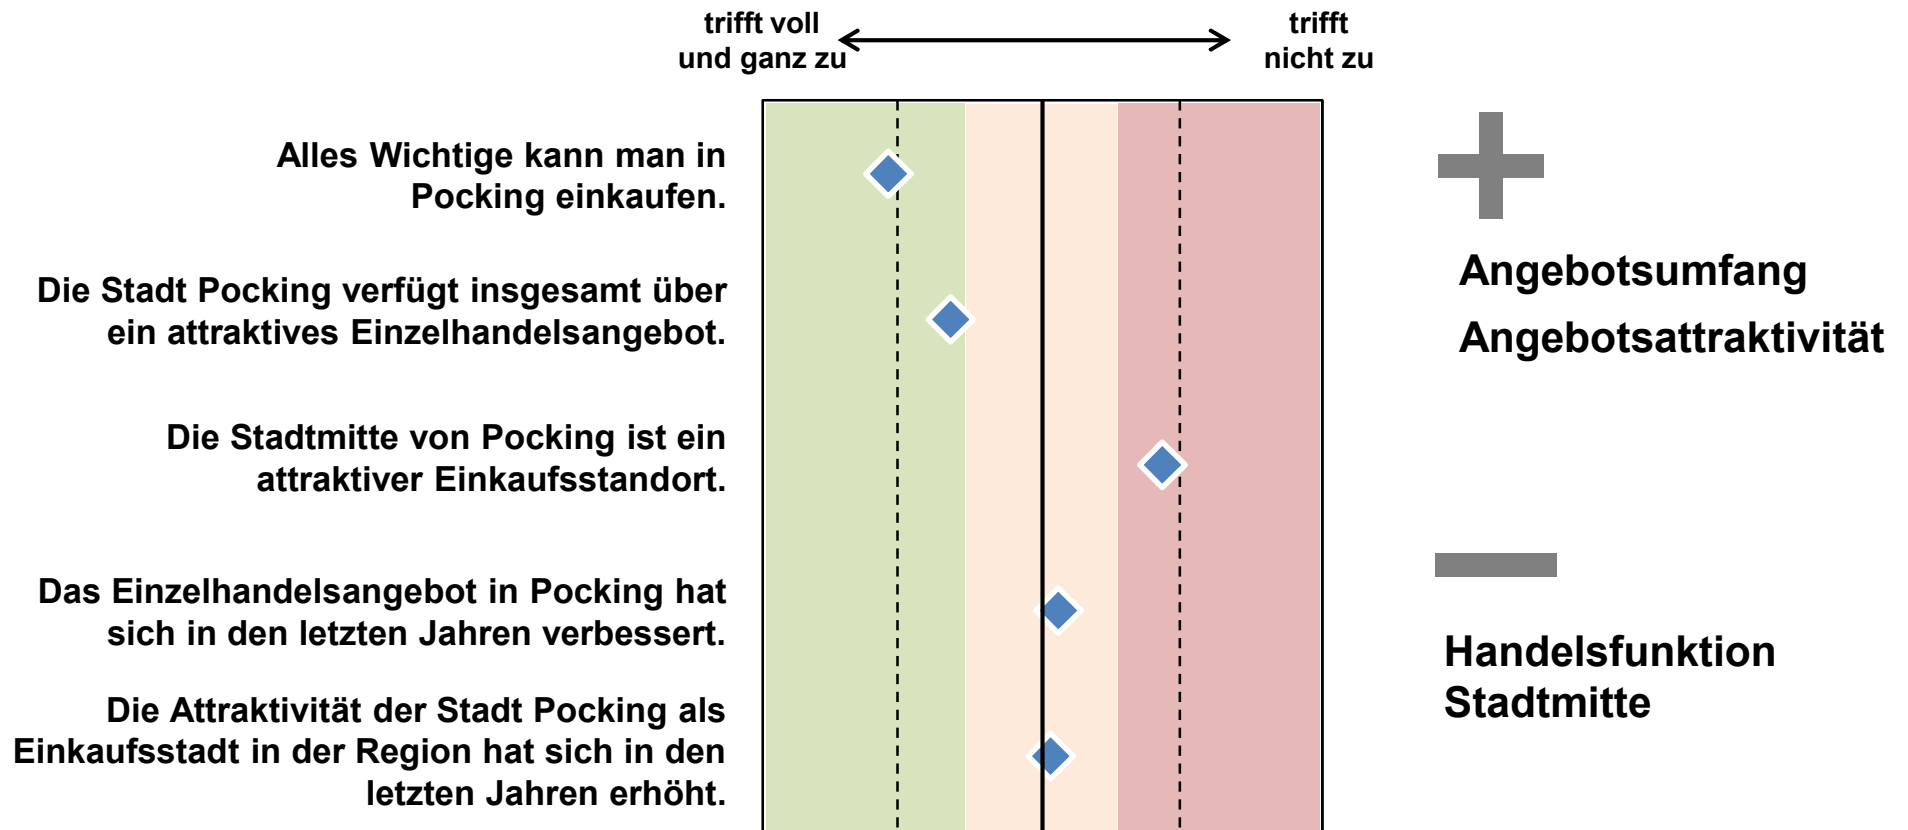 trifft voll
und ganz zu
trifft
nicht zu
Alles Wichtige kann man in
Pocking einkaufen.
Die Stadt Pocking verfügt insgesamt über
ein attraktives Einzelhandelsangebot.
Die Stadtmitte von Pocking ist ein
attraktiver Einkaufsstandort.
Das Einzelhandelsangebot in Pocking hat
sich in den letzten Jahren verbessert.
Die Attraktivität der Stadt Pocking als
Einkaufsstadt in der Region hat sich in den
letzten Jahren erhöht.
Angebotsumfang
Angebotsattraktivität
Handelsfunktion
Stadtmitte